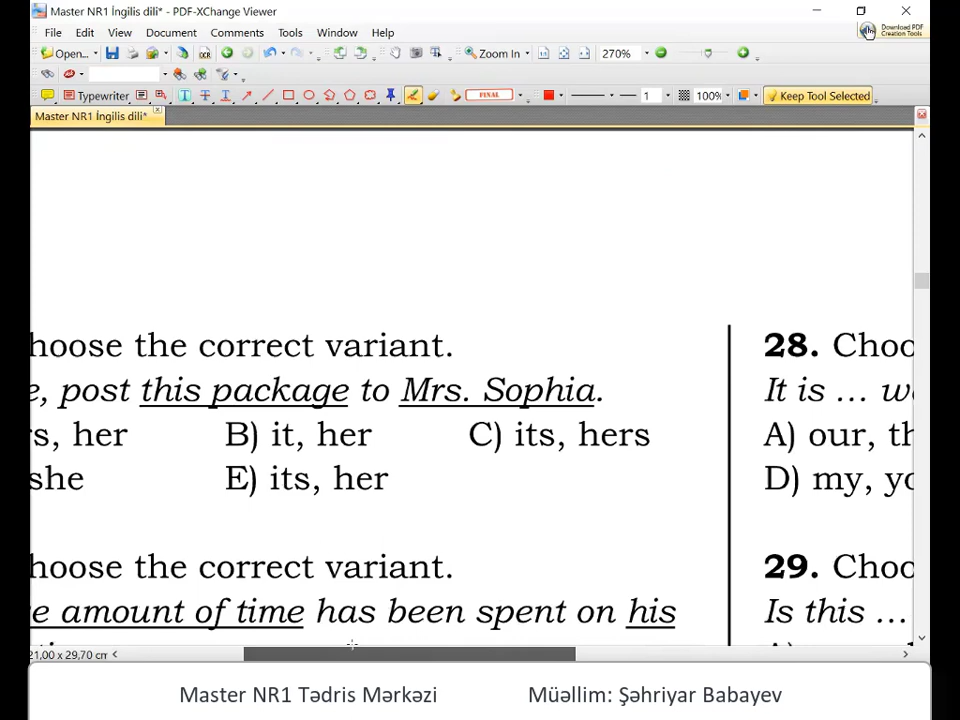 Master NR1 İngilis dili* - PDF-XChange Viewer
File Edit View Document Tools Window Help
Open... OCR Zoom In 270%
Typewriter T T T FINAL 1 100% Keep Tool Selected
Download PDF
Creation Tools
Master NR1 İngilis dili*
hoose the correct variant.
e, post this package to Mrs. Sophia.
rs, her B) it, her C) its, hers
she E) its, her
hoose the correct variant.
e amount of time has been spent on his
28. Choo
It is ... w
A) our, th
D) my, yo
29. Choo
Is this ...
21,00 x 29,70 cm
Master NR1 Tədris Mərkəzi Müəllim: Şəhriyar Babayev